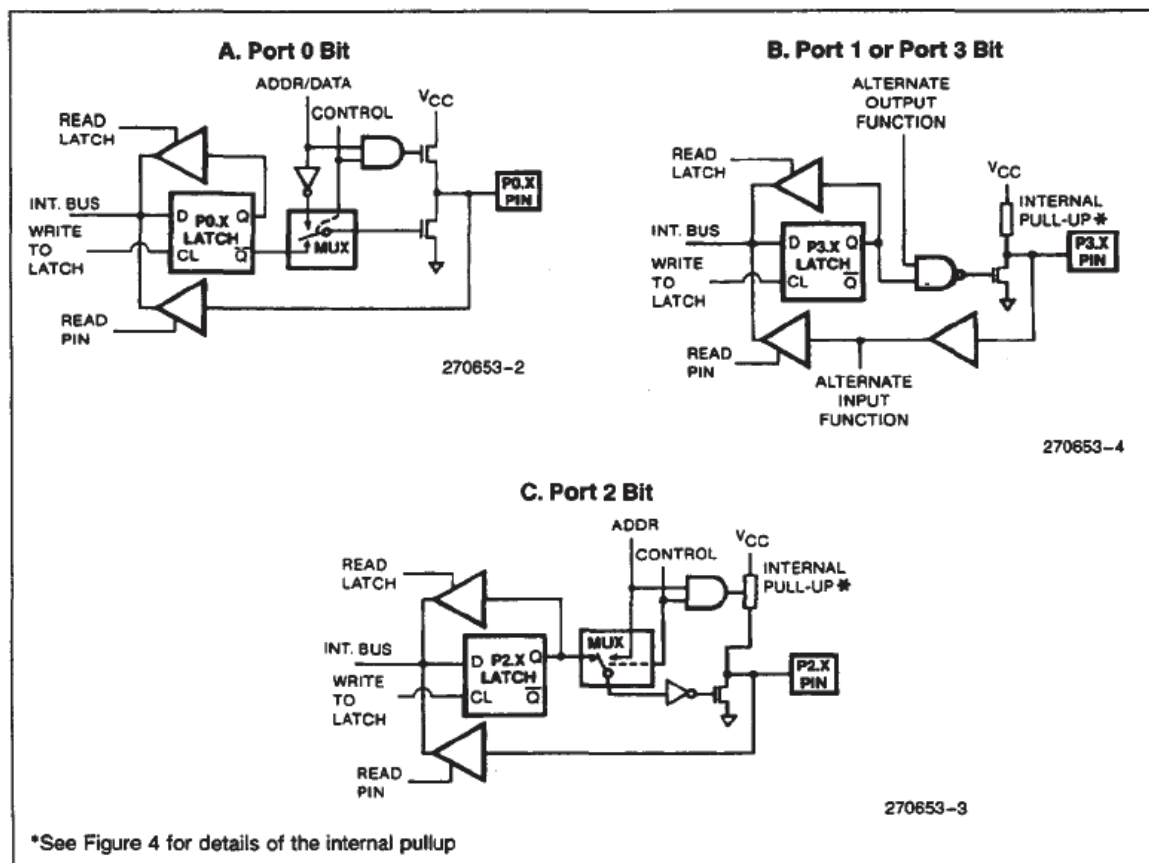 A. Port 0 Bit
ADDR/DATA
CONTROL
VCC
READ
LATCH
INT. BUS
WRITE
TO
LATCH
D
Q
P0.X
LATCH
CL
Q̅
MUX
P0.X
PIN
READ
PIN
270653-2
B. Port 1 or Port 3 Bit
ALTERNATE
OUTPUT
FUNCTION
READ
LATCH
VCC
INTERNAL
PULL-UP *
INT. BUS
WRITE
TO
LATCH
D
Q
P3.X
LATCH
CL
Q̅
P3.X
PIN
READ
PIN
ALTERNATE
INPUT
FUNCTION
270653-4
C. Port 2 Bit
ADDR
CONTROL
VCC
INTERNAL
PULL-UP *
READ
LATCH
INT. BUS
WRITE
TO
LATCH
D
Q
P2.X
LATCH
CL
Q̅
MUX
P2.X
PIN
READ
PIN
270653-3
*See Figure 4 for details of the internal pullup